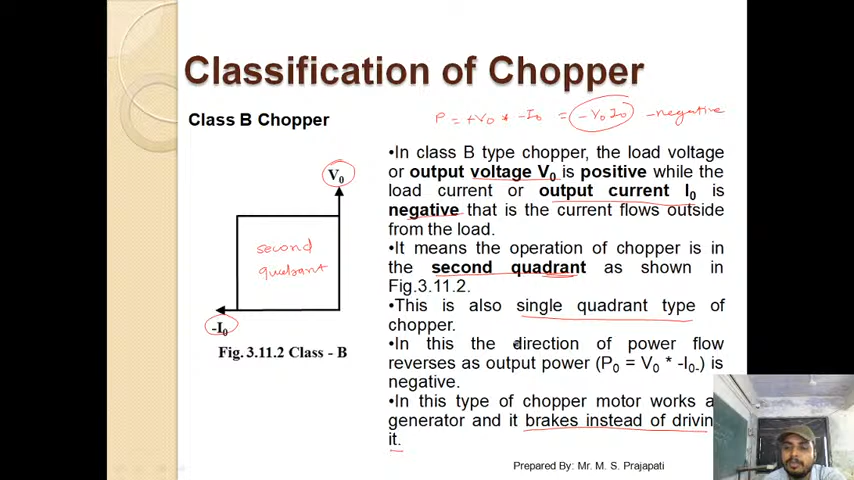 Classification of Chopper
Class B Chopper
P = +V0 * -I0 = -V0 I0 -negative
V0
second
quadrant
-I0
Fig. 3.11.2 Class - B
•In class B type chopper, the load voltage
or output voltage V0 is positive while the
load current or output current I0 is
negative that is the current flows outside
from the load.
•It means the operation of chopper is in
the second quadrant as shown in
Fig.3.11.2.
•This is also single quadrant type of
chopper.
•In this the direction of power flow
reverses as output power (P0 = V0 * -I0-) is
negative.
•In this type of chopper motor works a
generator and it brakes instead of drivin
it.
Prepared By: Mr. M. S. Prajapati